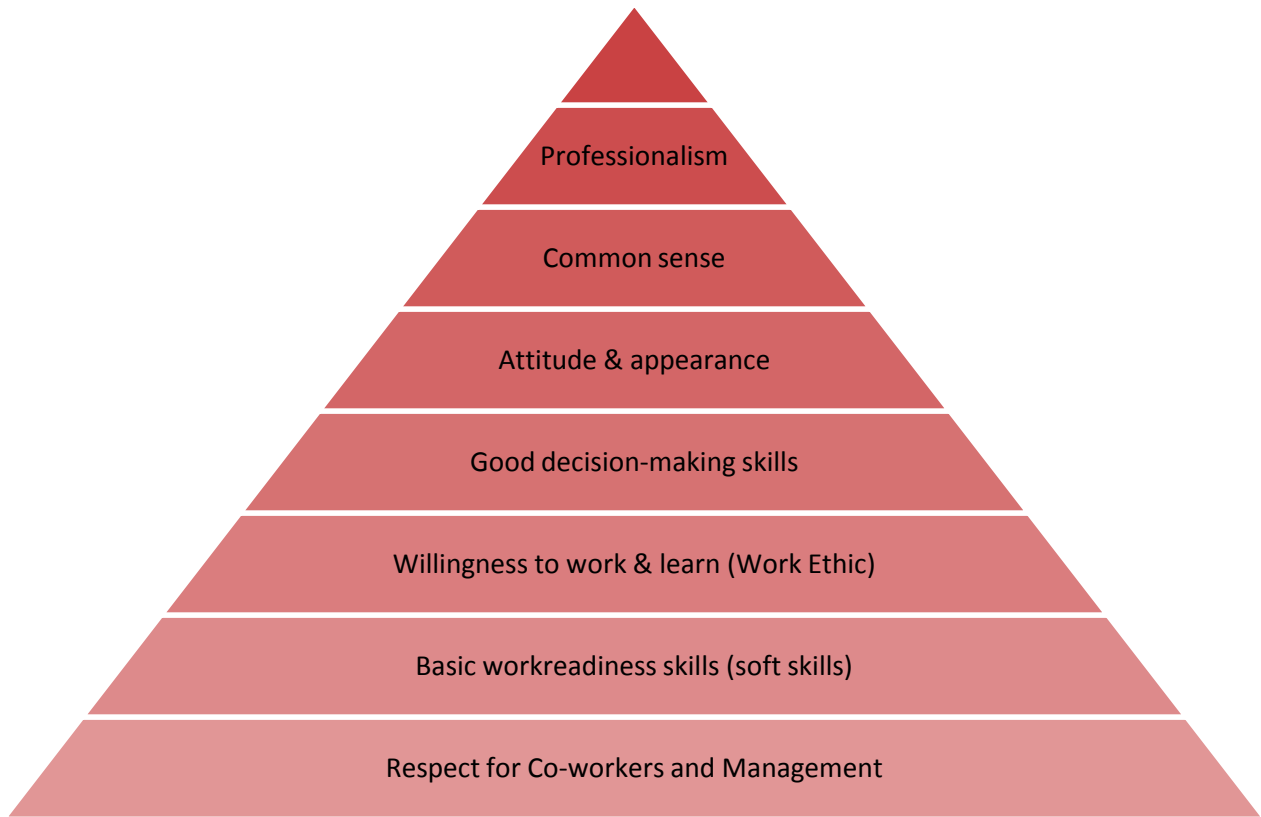 Professionalism
Common sense
Attitude & appearance
Good decision-making skills
Willingness to work & learn (Work Ethic)
Basic workreadiness skills (soft skills)
Respect for Co-workers and Management